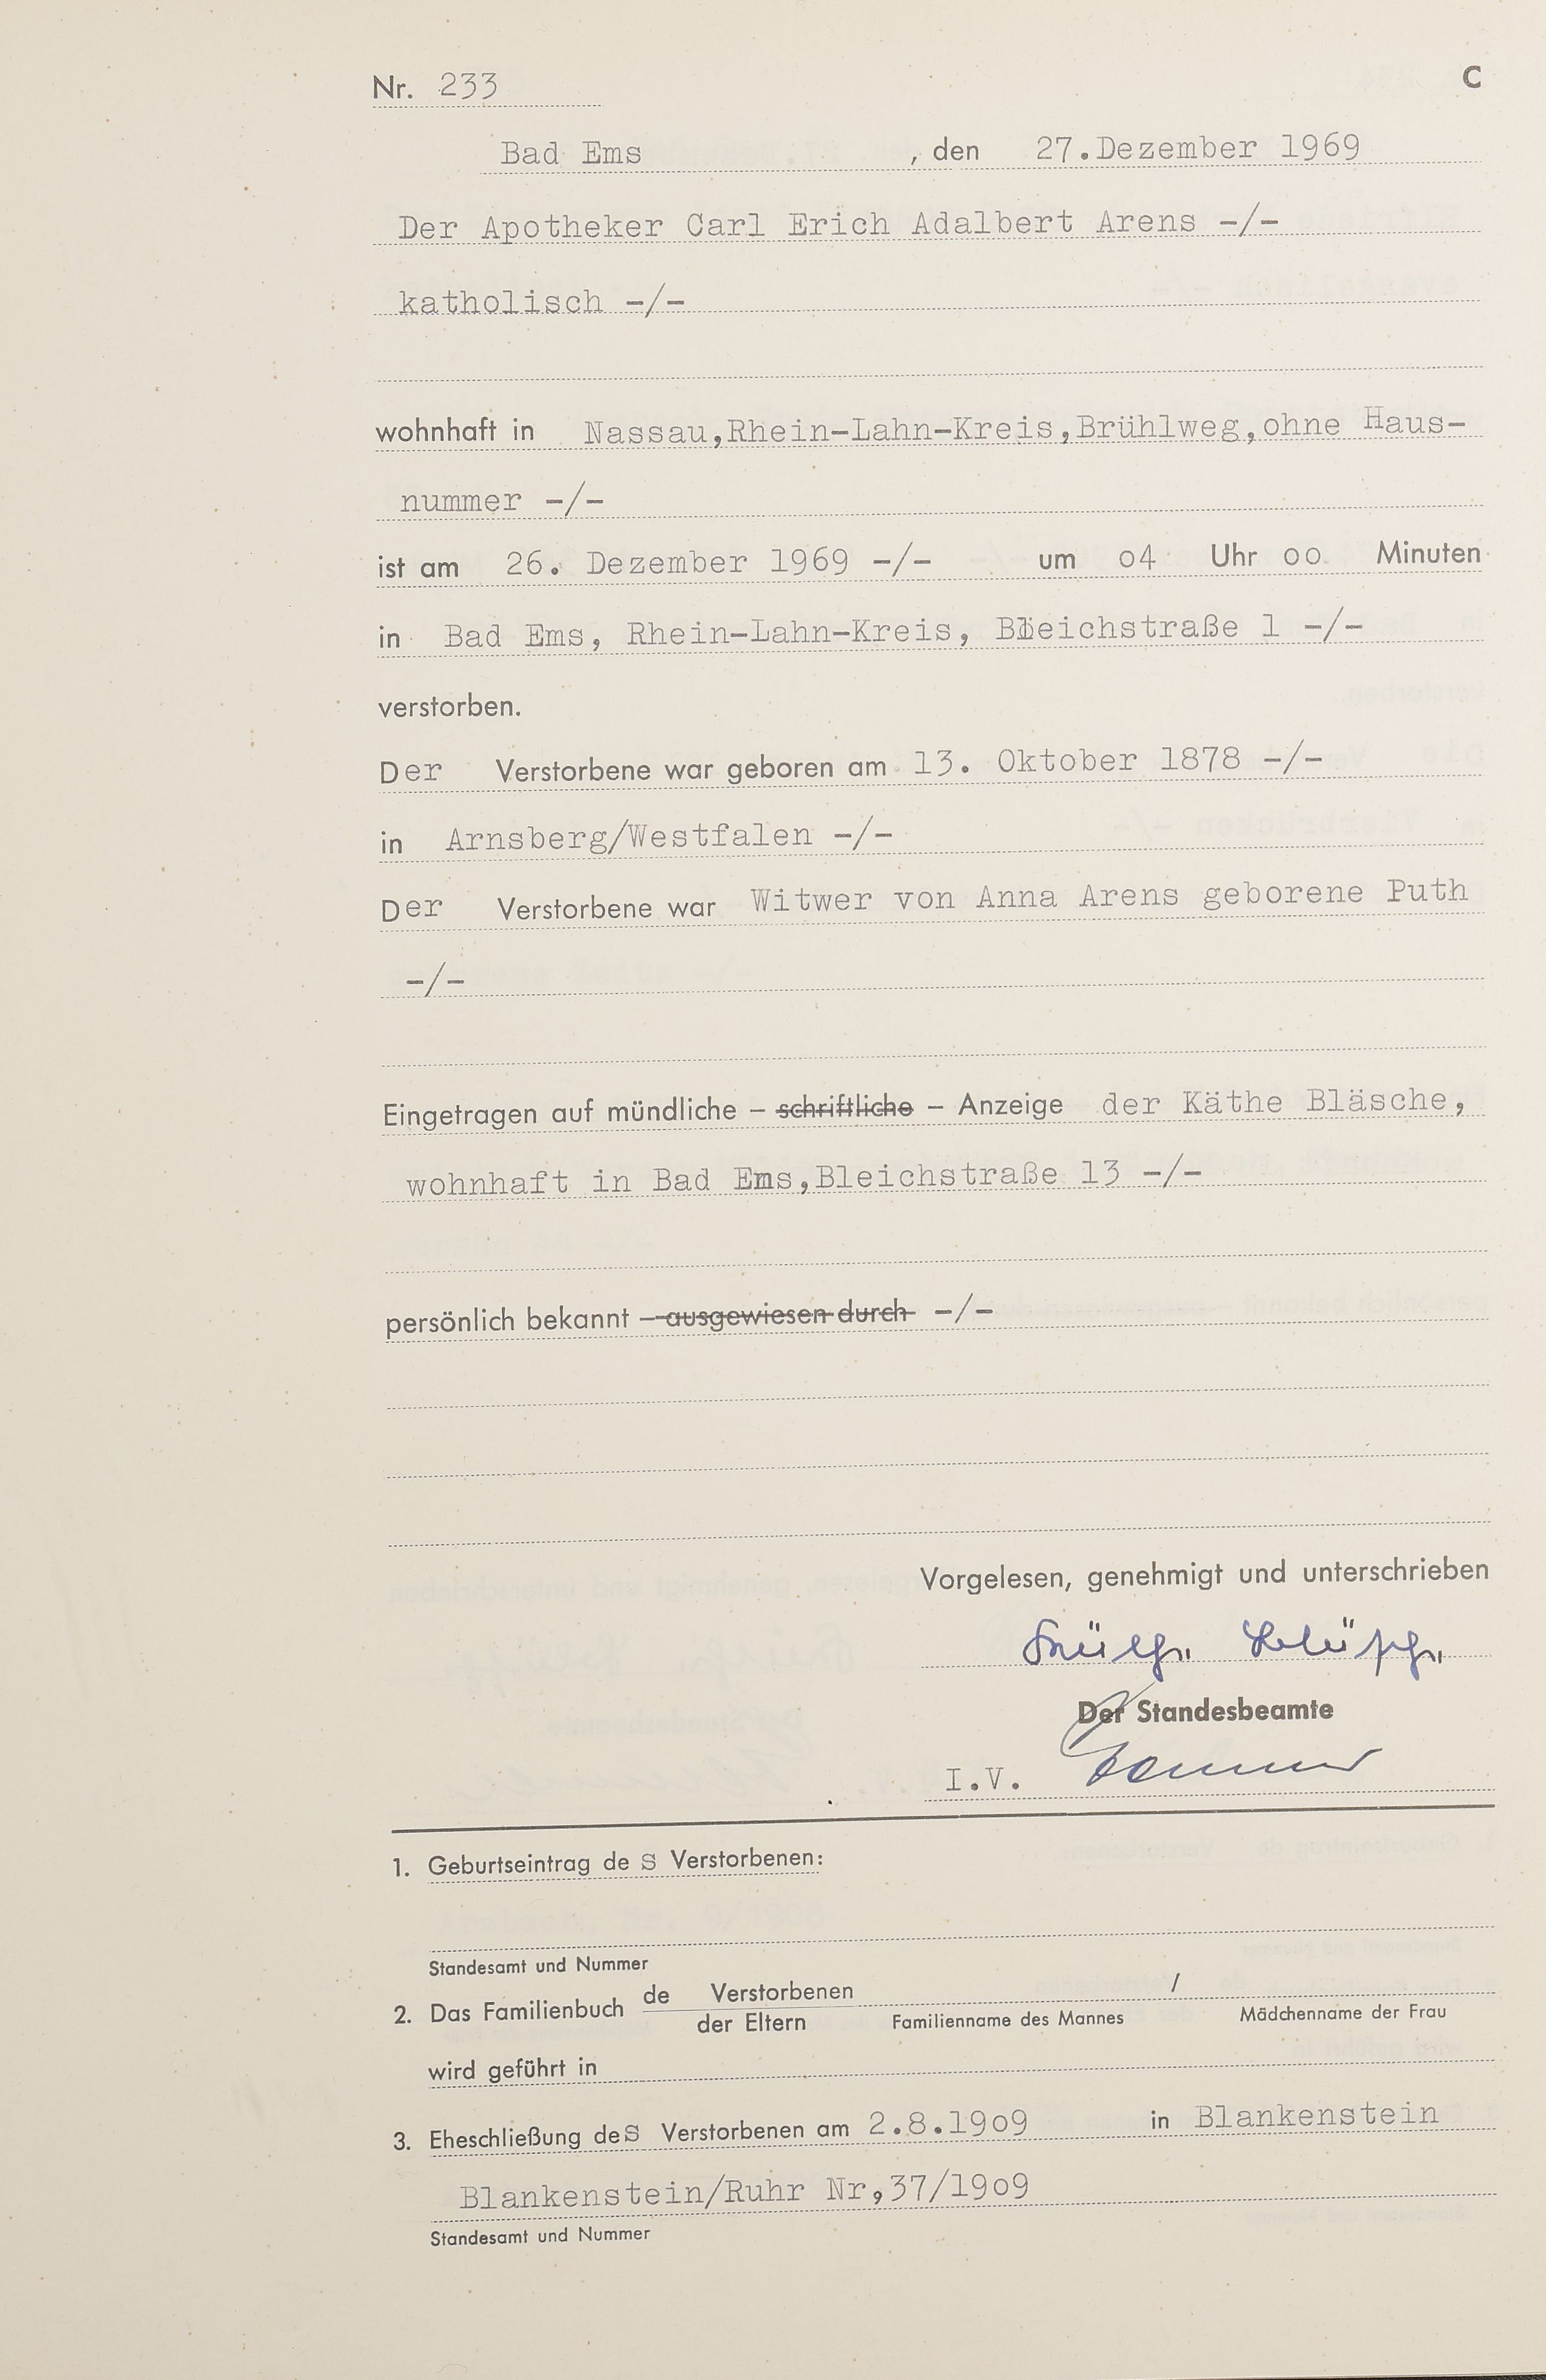 Nr. 233 C
Bad Ems , den 27.Dezember 1969
Der Apotheker Carl Erich Adalbert Arens -/-
katholisch -/-
wohnhaft in Nassau,Rhein-Lahn-Kreis,Brühlweg,ohne Haus-
nummer -/-
ist am 26. Dezember 1969 -/- um o4 Uhr oo Minuten
in Bad Ems, Rhein-Lahn-Kreis, Bleichstraße 1 -/-
verstorben.
Der Verstorbene war geboren am 13. Oktober 1878 -/-
in Arnsberg/Westfalen -/-
Der Verstorbene war Witwer von Anna Arens geborene Puth
-/-
Eingetragen auf mündliche – schriftliche – Anzeige der Käthe Bläsche,
wohnhaft in Bad Ems,Bleichstraße 13 -/-
persönlich bekannt – ausgewiesen durch -/-
Vorgelesen, genehmigt und unterschrieben
Der Standesbeamte
I.V.
1. Geburtseintrag de s Verstorbenen:
Standesamt und Nummer
2. Das Familienbuch de Verstorbenen /
der Eltern Familienname des Mannes Mädchenname der Frau
wird geführt in
3. Eheschließung des Verstorbenen am 2.8.19o9 in Blankenstein
Blankenstein/Ruhr Nr,37/19o9
Standesamt und Nummer